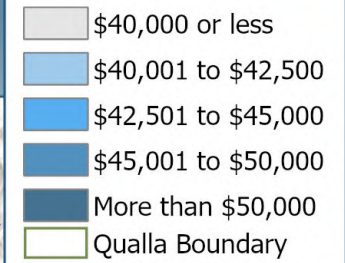 $40,000 or less
$40,001 to $42,500
$42,501 to $45,000
$45,001 to $50,000
More than $50,000
Qualla Boundary